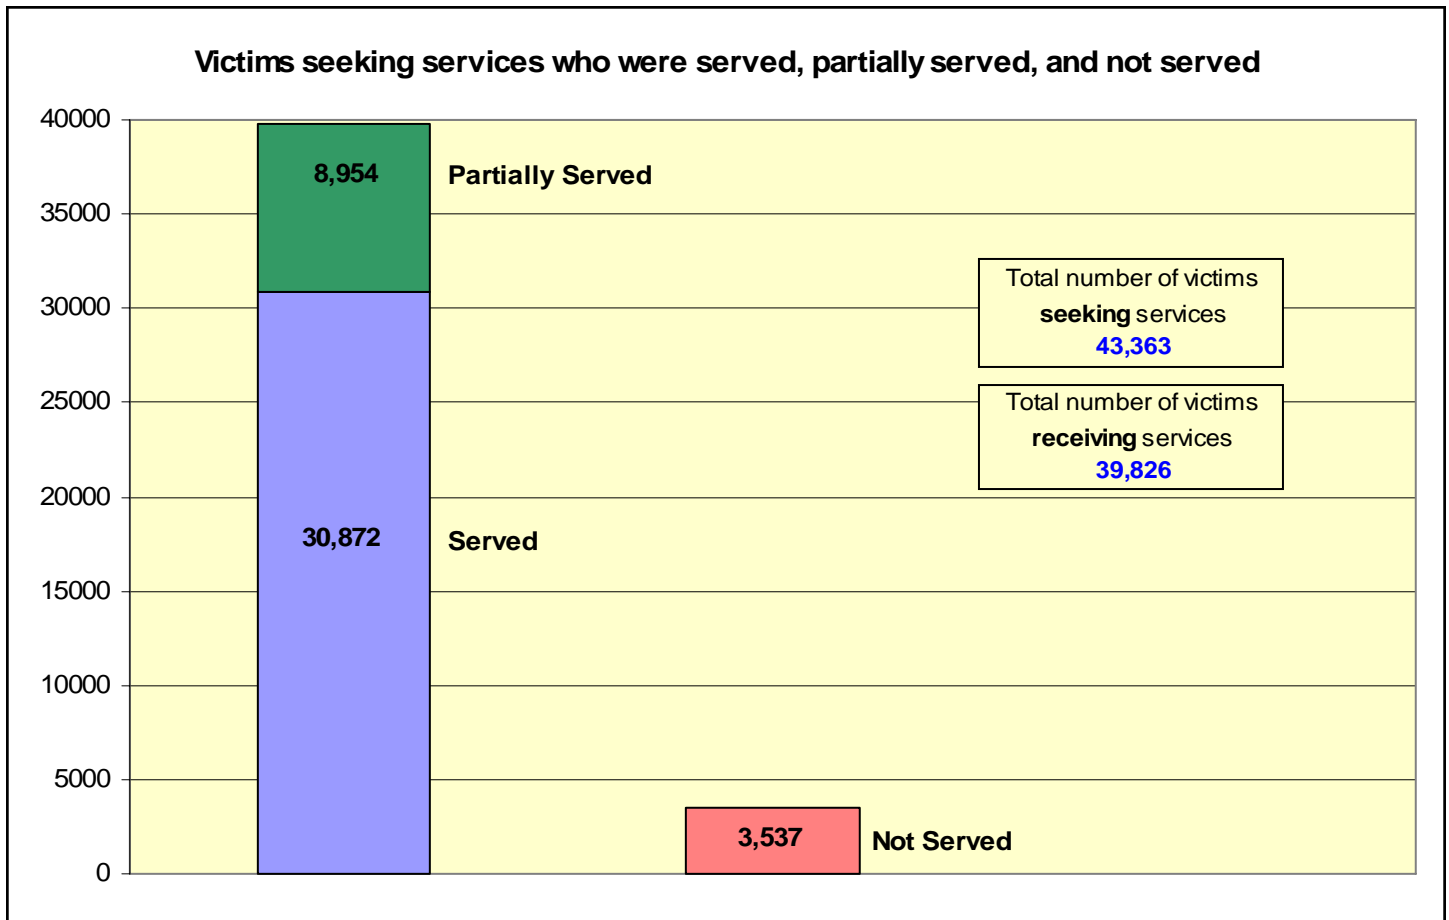 Victims seeking services who were served, partially served, and not served
40000
35000
30000
25000
20000
15000
10000
5000
0
8,954
Partially Served
30,872
Served
3,537
Not Served
Total number of victims
seeking services
43,363
Total number of victims
receiving services
39,826